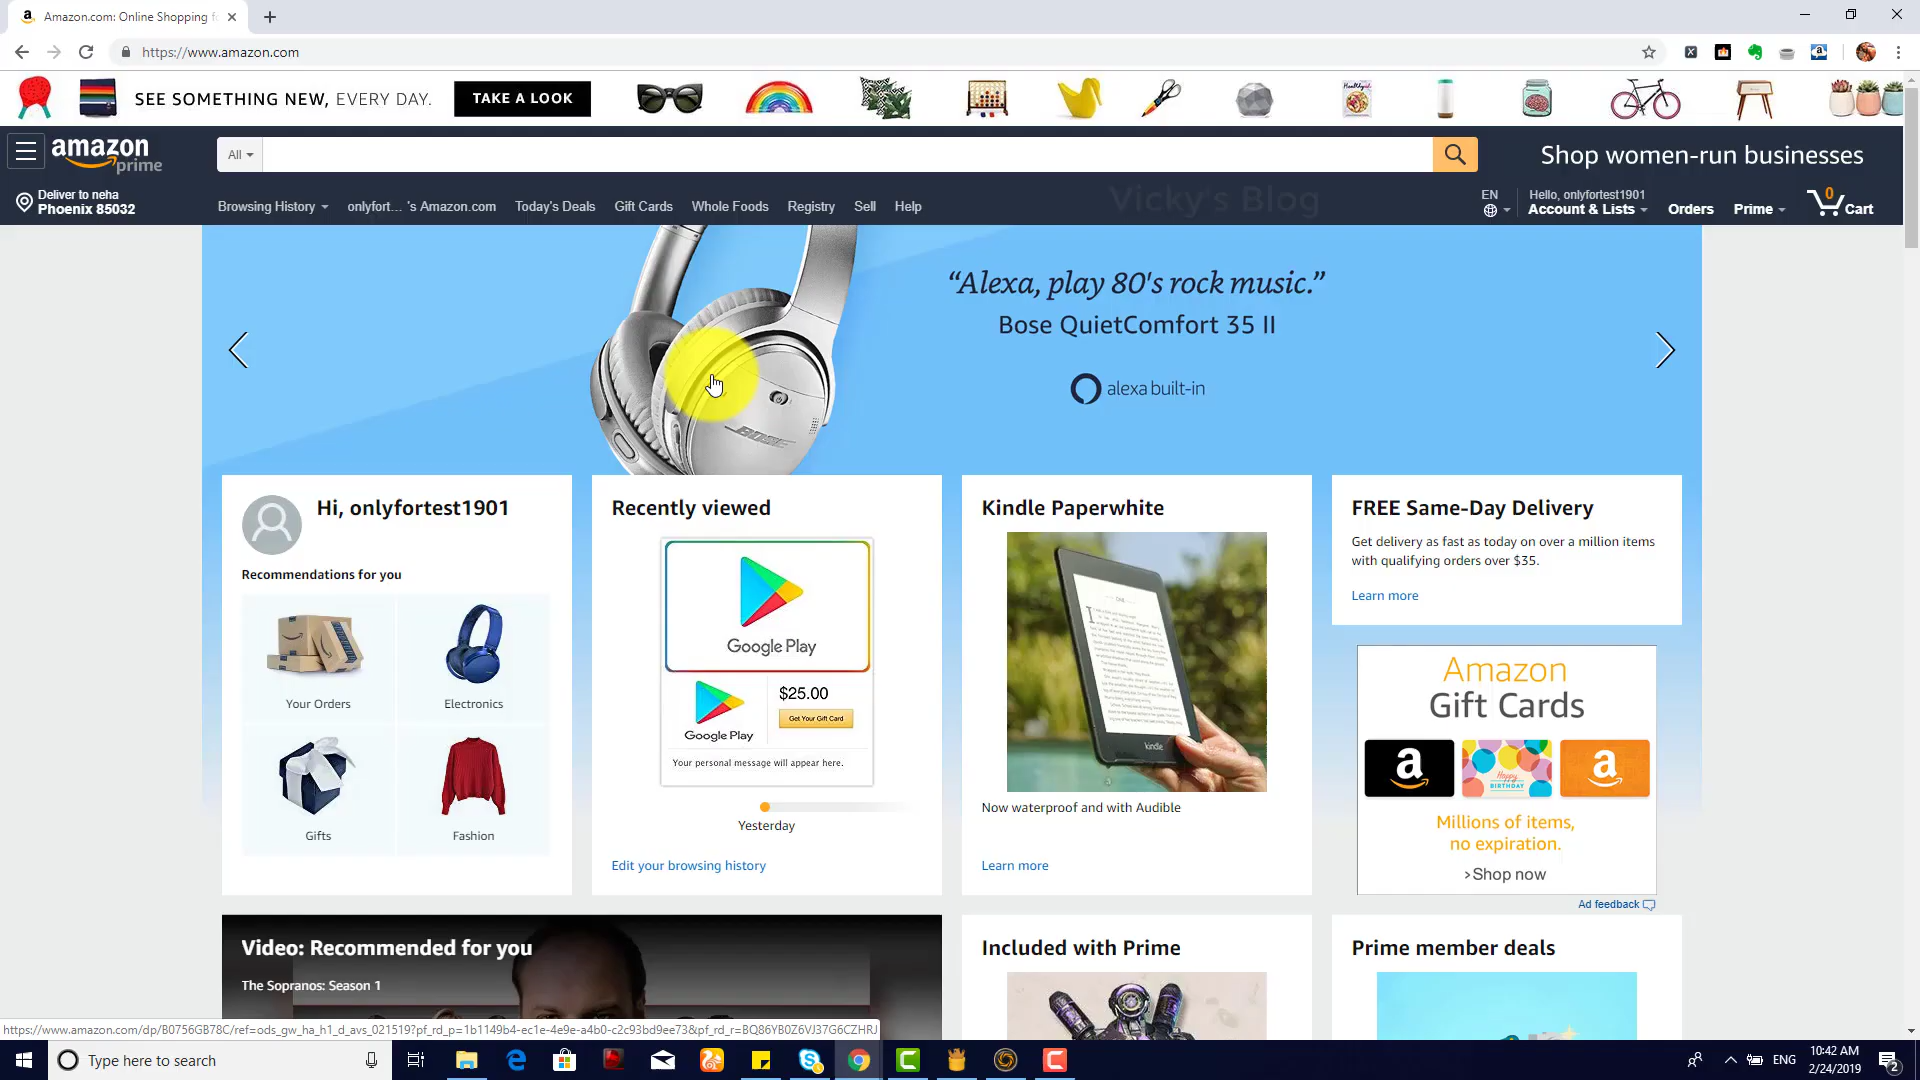 Amazon.com: Online Shopping fo
https://www.amazon.com
SEE SOMETHING NEW, EVERY DAY.
TAKE A LOOK
amazon
prime
All
Shop women-run businesses
Deliver to neha
Phoenix 85032
Browsing History
onlyfort... 's Amazon.com
Today's Deals
Gift Cards
Whole Foods
Registry
Sell
Help
Vicky's Blog
EN
Hello, onlyfortest1901
Account & Lists
Orders
Prime
0
Cart
“Alexa, play 80's rock music.”
Bose QuietComfort 35 II
alexa built-in
BOSE
Hi, onlyfortest1901
Recommendations for you
Your Orders
Electronics
Gifts
Fashion
Recently viewed
Google Play
Google Play
$25.00
Get Your Gift Card
Your personal message will appear here.
Yesterday
Edit your browsing history
Kindle Paperwhite
kindle
Now waterproof and with Audible
Learn more
FREE Same-Day Delivery
Get delivery as fast as today on over a million items
with qualifying orders over $35.
Learn more
Amazon
Gift Cards
Happy
BIRTHDAY
Millions of items,
no expiration.
>Shop now
Ad feedback
Video: Recommended for you
The Sopranos: Season 1
Included with Prime
Prime member deals
https://www.amazon.com/dp/B0756GB78C/ref=ods_gw_ha_h1_d_avs_021519?pf_rd_p=1b1149b4-ec1e-4e9e-a4b0-c2c93bd9ee73&pf_rd_r=BQ86YB0Z6VJ37G6CZHRJ
Type here to search
ENG
10:42 AM
2/24/2019
2